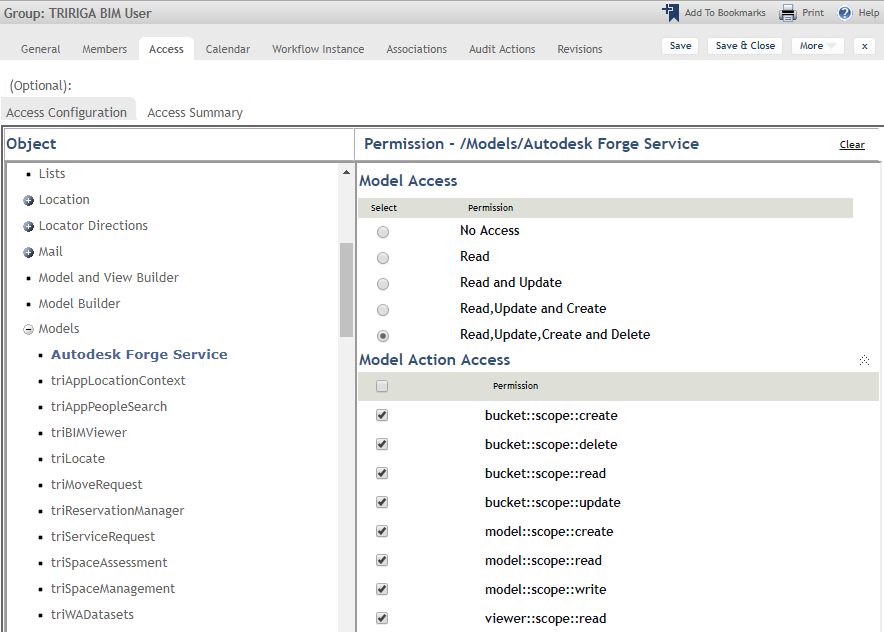 Group: TRIRIGA BIM User
Add To Bookmarks Print Help
General Members Access Calendar Workflow Instance Associations Audit Actions Revisions Save Save & Close More x
(Optional):
Access Configuration Access Summary
Object
Lists
Location
Locator Directions
Mail
Model and View Builder
Model Builder
Models
Autodesk Forge Service
triAppLocationContext
triAppPeopleSearch
triBIMViewer
triLocate
triMoveRequest
triReservationManager
triServiceRequest
triSpaceAssessment
triSpaceManagement
triWADatasets
Permission - /Models/Autodesk Forge Service Clear
Model Access
Select Permission
No Access
Read
Read and Update
Read,Update and Create
Read,Update,Create and Delete
Model Action Access
Permission
bucket::scope::create
bucket::scope::delete
bucket::scope::read
bucket::scope::update
model::scope::create
model::scope::read
model::scope::write
viewer::scope::read